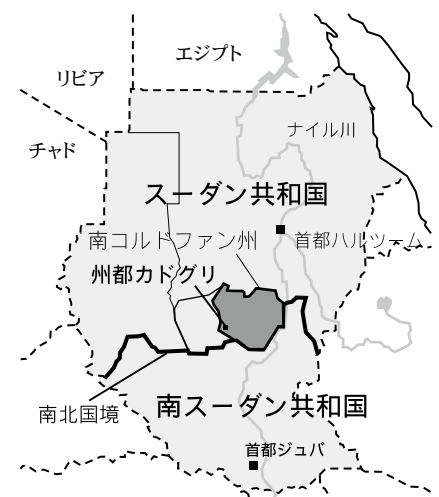 エジプト
リビア
ナイル川
チャド
スーダン共和国
南コルドファン州
首都ハルツーム
州都カドグリ
南北国境
南スーダン共和国
首都ジュバ